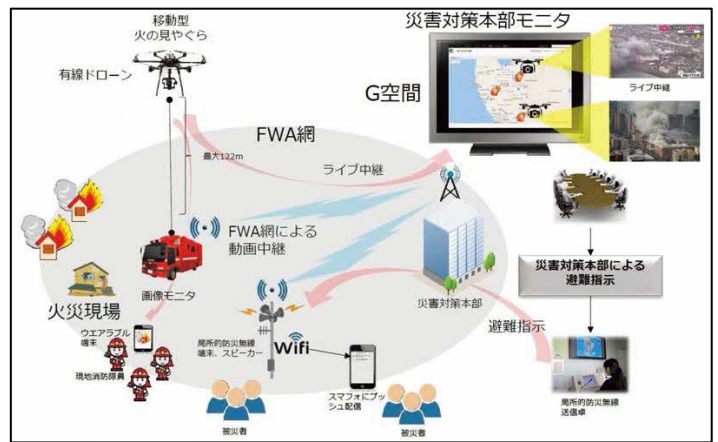 移動型
火の見やぐら
有線ドローン
災害対策本部モニタ
G空間
ライブ中継
FWA網
最大122m
ライブ中継
FWA網による
動画中継
画像モニタ
火災現場
ウエアラブル
端末
現地消防隊員
局所的防災無線
端末、スピーカー
Wifi
スマフォにプッ
シュ配信
被災者
被災者
災害対策本部
災害対策本部による
避難指示
避難指示
局所的防災無線
送信卓